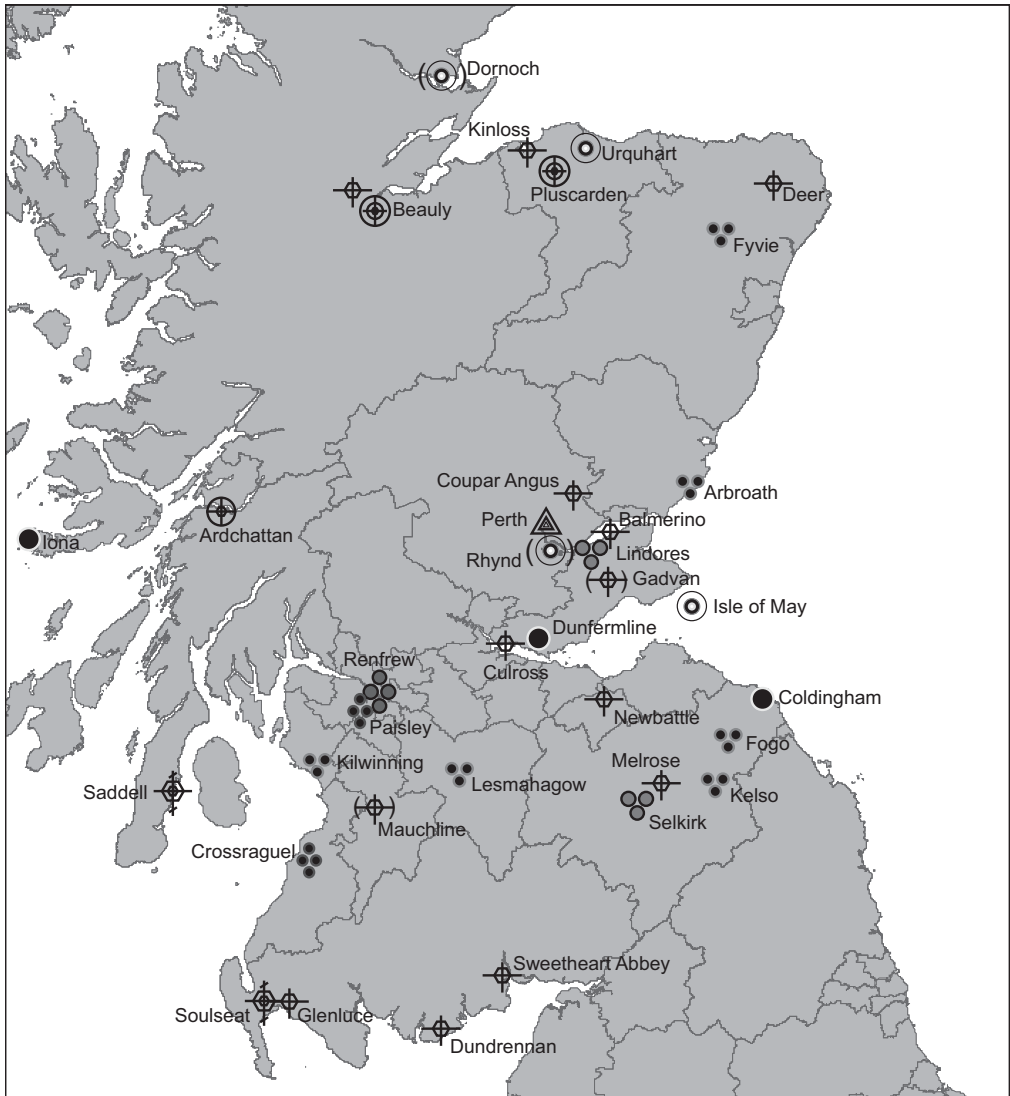 Dornoch
Kinloss
Urquhart
Pluscarden
Deer
Beauly
Fyvie
Coupar Angus
Arbroath
Perth
Balmerino
Ardchattan
Iona
Lindores
Rhynd
Gadvan
Isle of May
Dunfermline
Renfrew
Culross
Coldingham
Newbattle
Paisley
Fogo
Kilwinning
Melrose
Lesmahagow
Saddell
Kelso
Selkirk
Mauchline
Crossraguel
Sweetheart Abbey
Soulseat
Glenluce
Dundrennan